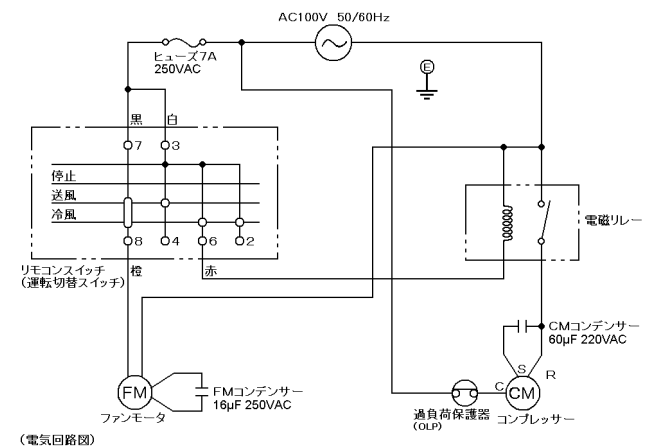 AC100V 50/60Hz
ヒューズ7A
250VAC
E
黒
白
7
3
停止
送風
冷風
8
4
6
2
電磁リレー
リモコンスイッチ
(運転切替スイッチ)
橙
赤
CMコンデンサー
60μF 220VAC
S
R
C
CM
FM
FMコンデンサー
16μF 250VAC
ファンモータ
過負荷保護器
(OLP)
コンプレッサー
(電気回路図)